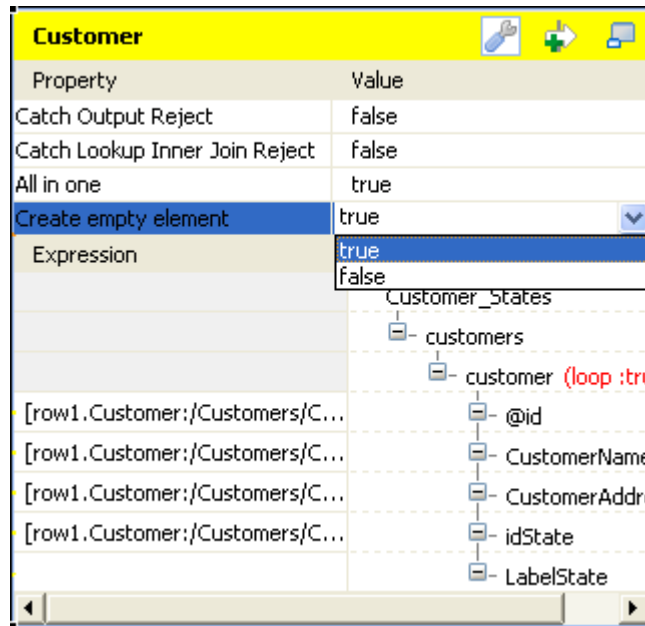 Customer
Property Value
Catch Output Reject false
Catch Lookup Inner Join Reject false
All in one true
Create empty element true
true
Expression
false
Customer_States
customers
customer (loop :tru
[row1.Customer:/Customers/C... @id
[row1.Customer:/Customers/C... CustomerName
[row1.Customer:/Customers/C... CustomerAddr
[row1.Customer:/Customers/C... idState
LabelState